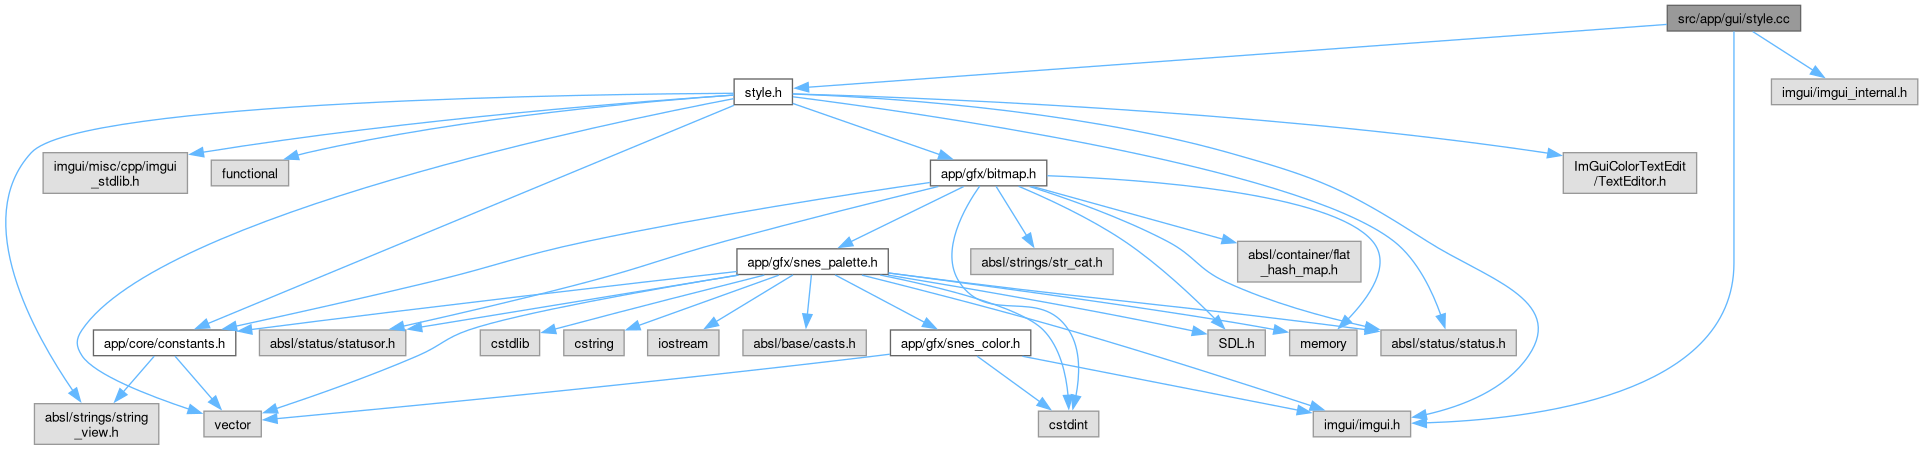 src/app/gui/style.cc
style.h
imgui/imgui_internal.h
imgui/misc/cpp/imgui
_stdlib.h
functional
app/gfx/bitmap.h
ImGuiColorTextEdit
/TextEditor.h
app/gfx/snes_palette.h
absl/strings/str_cat.h
absl/container/flat
_hash_map.h
app/core/constants.h
absl/status/statusor.h
cstdlib
cstring
iostream
absl/base/casts.h
app/gfx/snes_color.h
SDL.h
memory
absl/status/status.h
absl/strings/string
_view.h
vector
cstdint
imgui/imgui.h